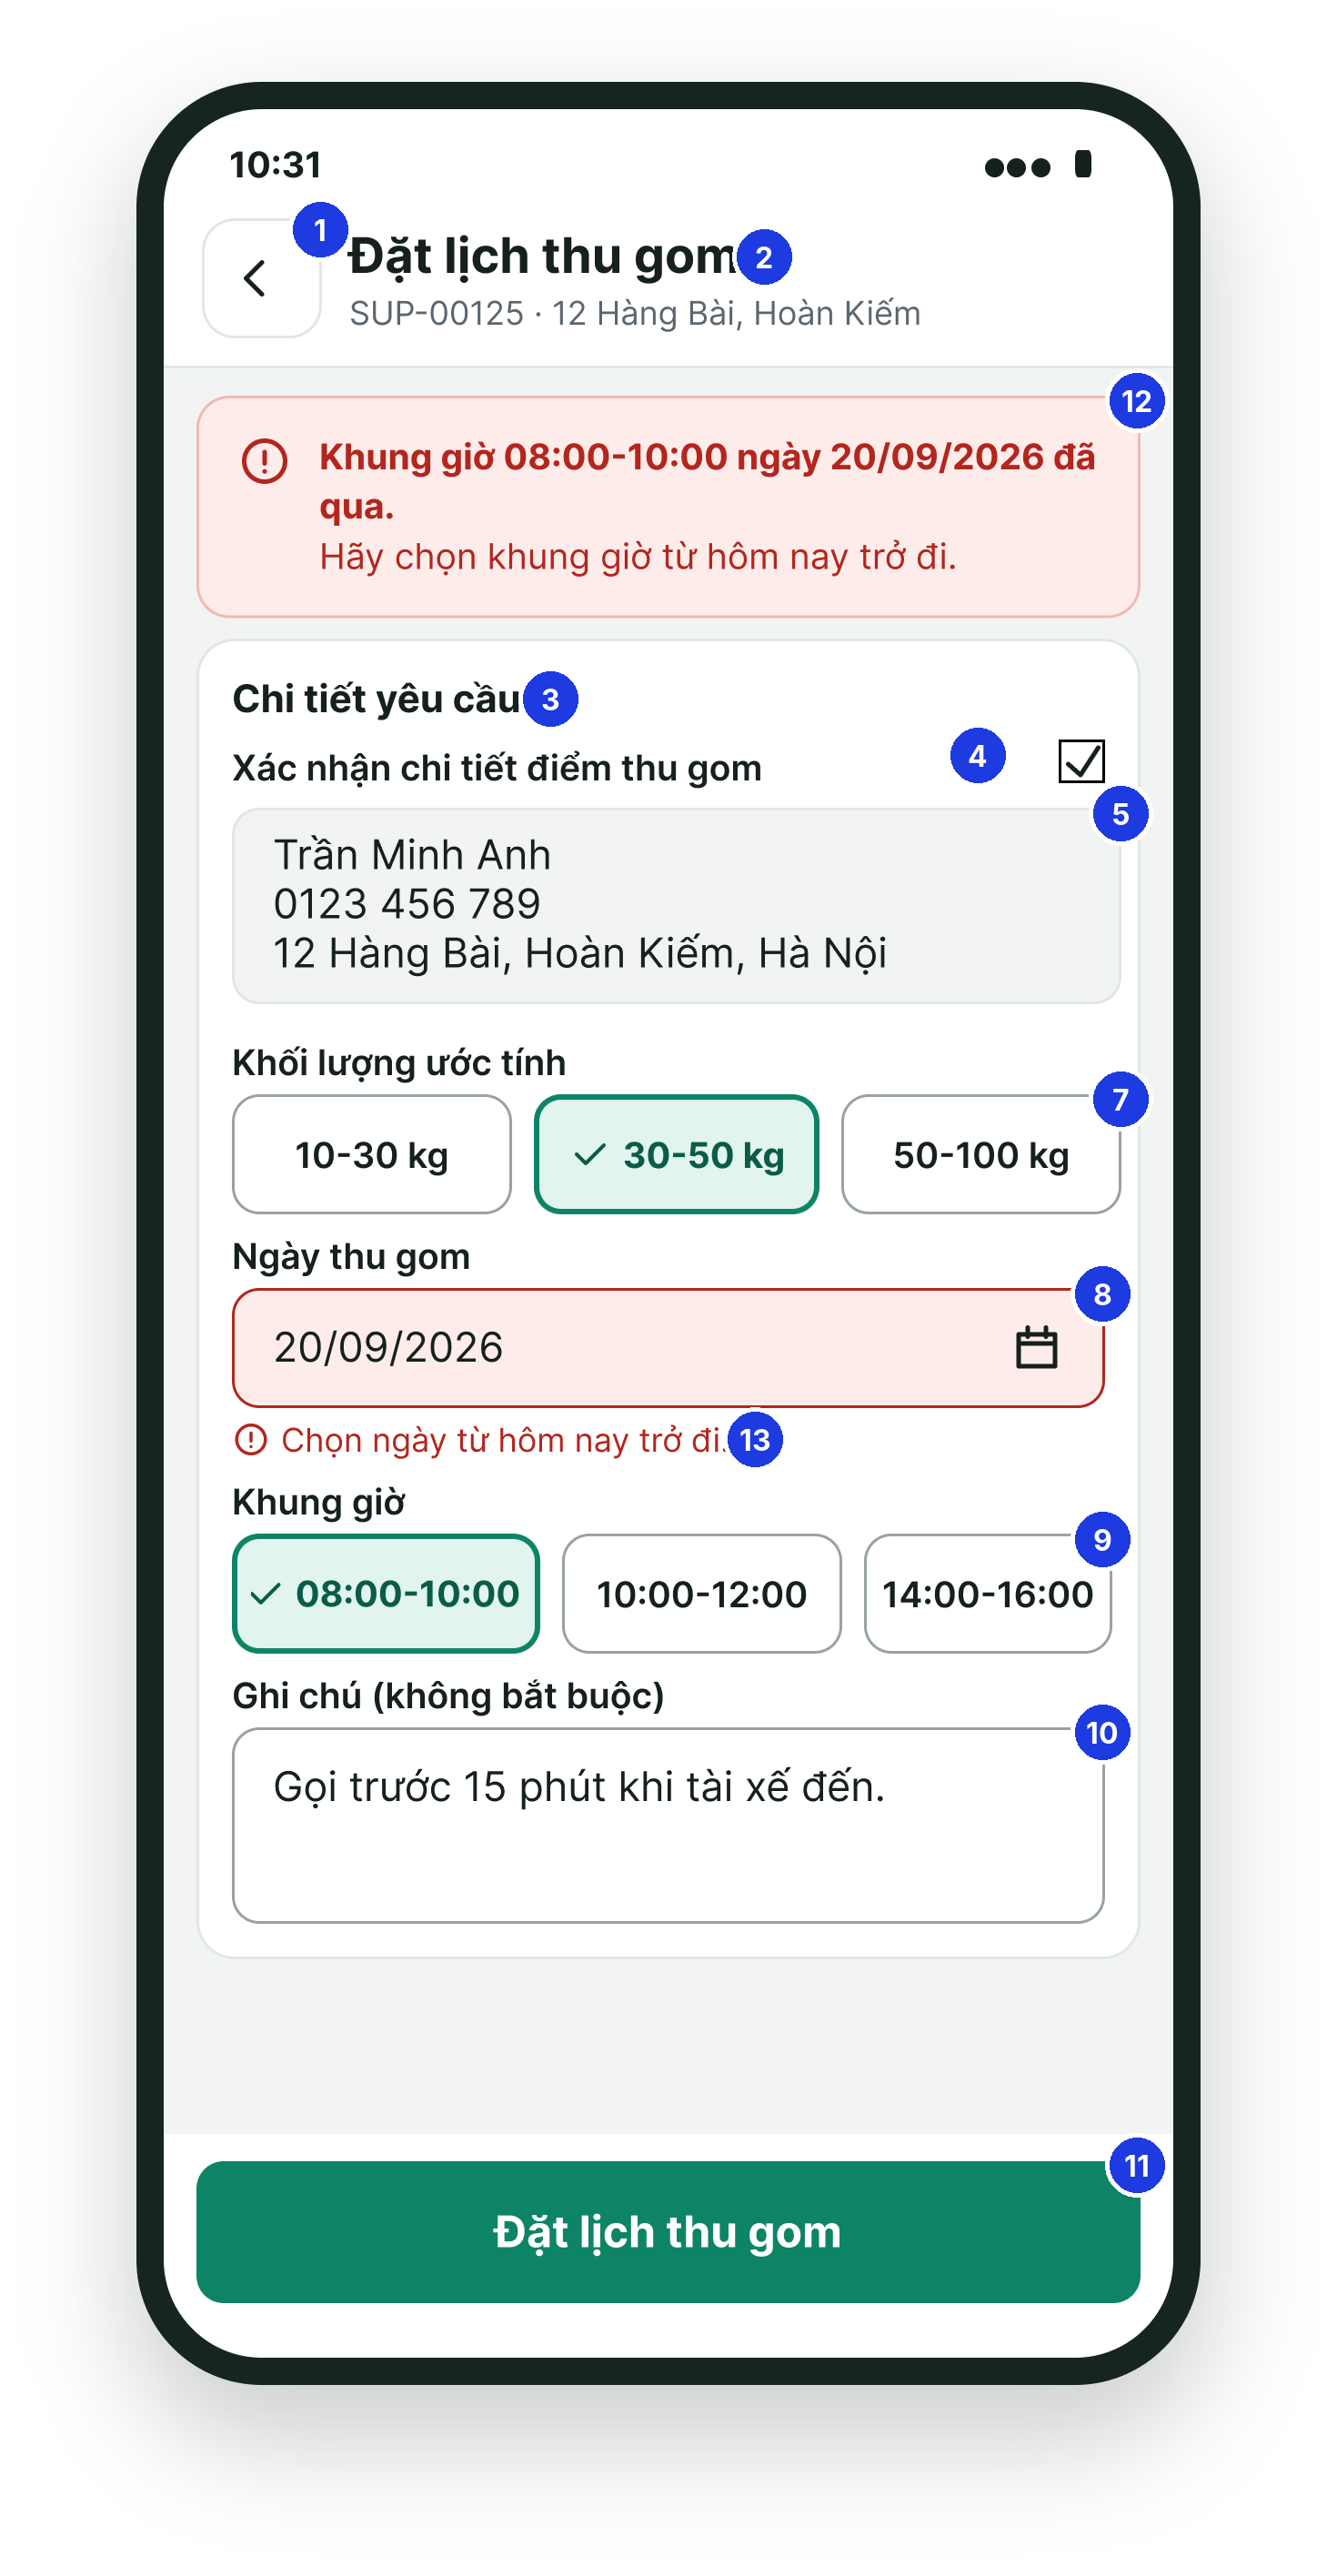 10:31
1
Đặt lịch thu gom 2
SUP-00125 · 12 Hàng Bài, Hoàn Kiếm
12
Khung giờ 08:00-10:00 ngày 20/09/2026 đã
qua.
Hãy chọn khung giờ từ hôm nay trở đi.
Chi tiết yêu cầu 3
Xác nhận chi tiết điểm thu gom 4
5
Trần Minh Anh
0123 456 789
12 Hàng Bài, Hoàn Kiếm, Hà Nội
Khối lượng ước tính
7
10-30 kg 30-50 kg 50-100 kg
Ngày thu gom
8
20/09/2026
Chọn ngày từ hôm nay trở đi. 13
Khung giờ
9
08:00-10:00 10:00-12:00 14:00-16:00
Ghi chú (không bắt buộc)
10
Gọi trước 15 phút khi tài xế đến.
11
Đặt lịch thu gom